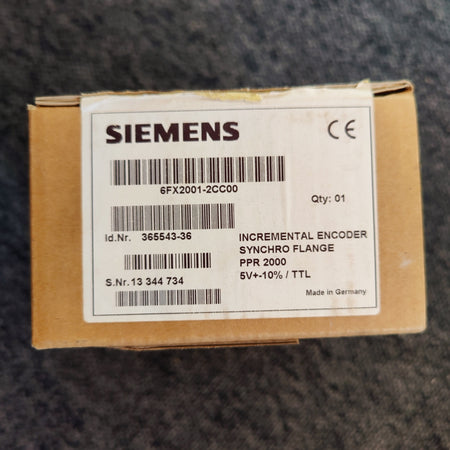 SIEMENS
CE
6FX2001-2CC00
Qty: 01
Id.Nr. 365543-36
INCREMENTAL ENCODER
SYNCHRO FLANGE
PPR 2000
5V+-10% / TTL
S.Nr. 13 344 734
Made in Germany